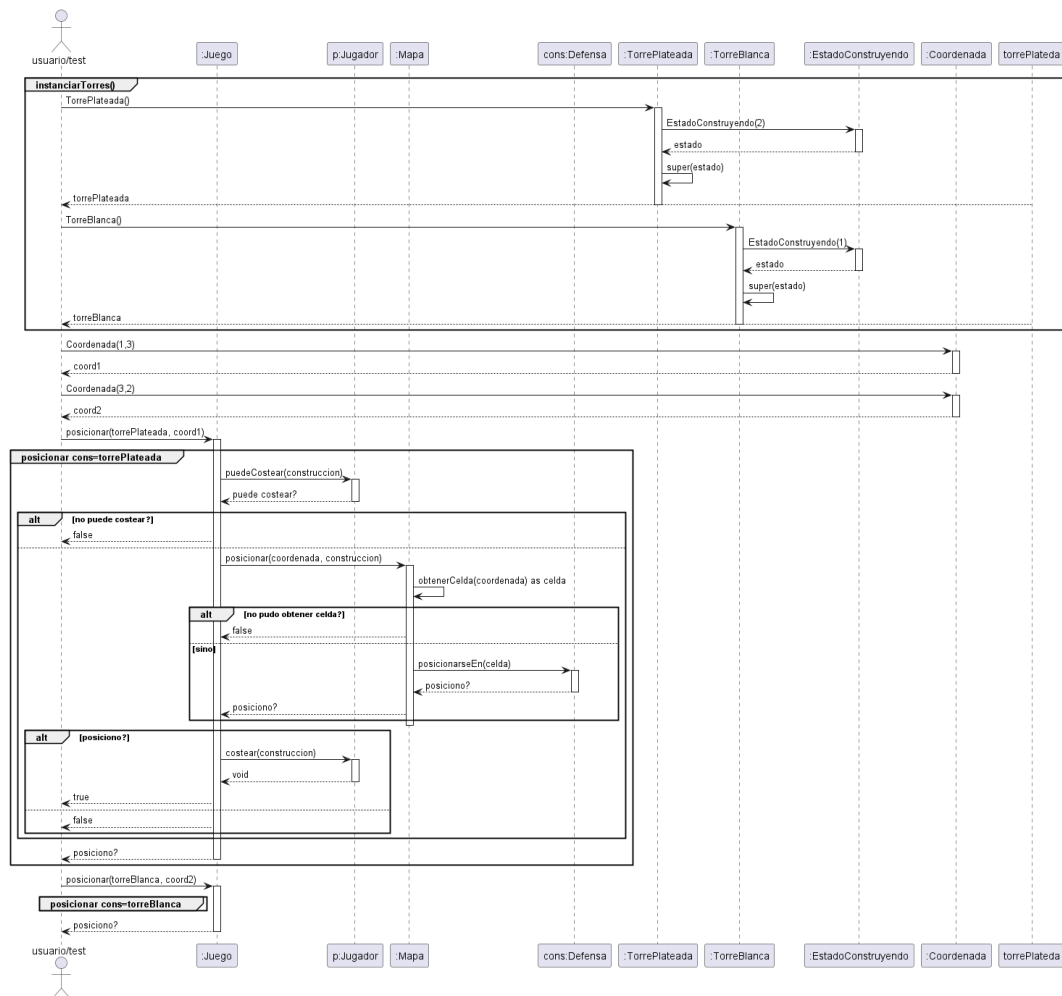 usuario/test
:Juego
p:Jugador
:Mapa
cons:Defensa
:TorrePlateada
:TorreBlanca
:EstadoConstruyendo
:Coordenada
torrePlateda
instanciarTorres()
TorrePlateada()
EstadoConstruyendo(2)
estado
super(estado)
torrePlateada
TorreBlanca()
EstadoConstruyendo(1)
estado
super(estado)
torreBlanca
Coordenada(1,3)
coord1
Coordenada(3,2)
coord2
posicionar(torrePlateada, coord1)
posicionar cons=torrePlateada
puedeCostear(construccion)
puede costear?
alt [no puede costear?]
false
posicionar(coordenada, construccion)
obtenerCelda(coordenada) as celda
alt [no pudo obtener celda?]
false
[sino]
posicionarseEn(celda)
posiciono?
posiciono?
alt [posiciono?]
costear(construccion)
void
true
false
posiciono?
posicionar(torreBlanca, coord2)
posicionar cons=torreBlanca
posiciono?
usuario/test
:Juego
p:Jugador
:Mapa
cons:Defensa
:TorrePlateada
:TorreBlanca
:EstadoConstruyendo
:Coordenada
torrePlateda